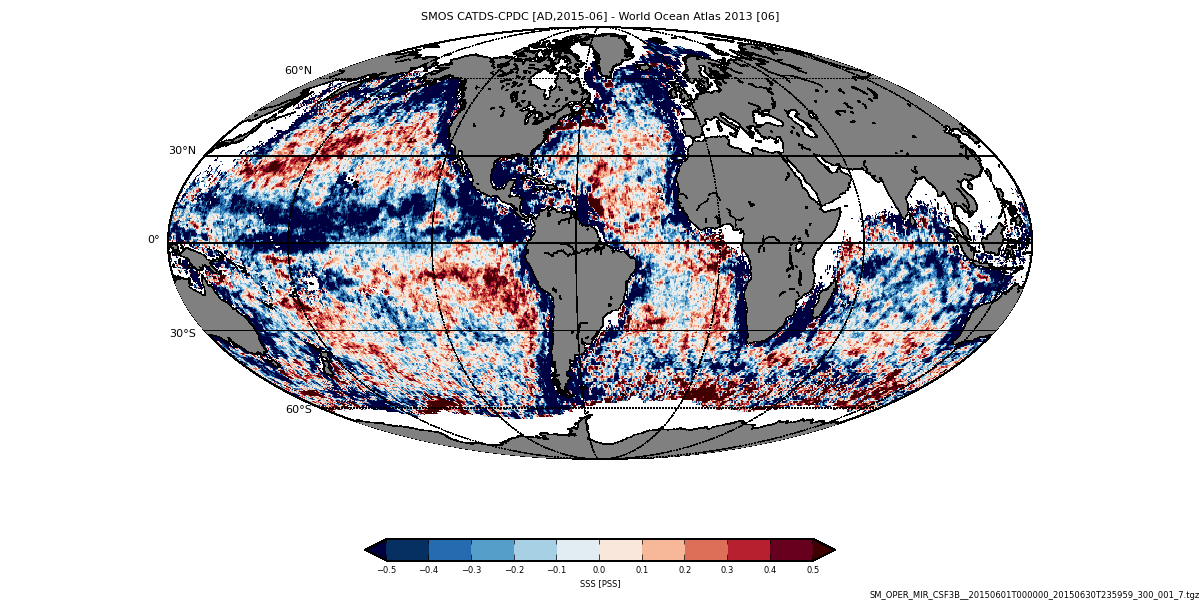 SMOS CATDS-CPDC [AD,2015-06] - World Ocean Atlas 2013 [06]
60°N
30°N
0°
30°S
60°S
−0.5 −0.4 −0.3 −0.2 −0.1 0.0 0.1 0.2 0.3 0.4 0.5
SSS [PSS]
SM_OPER_MIR_CSF3B__20150601T000000_20150630T235959_300_001_7.tgz